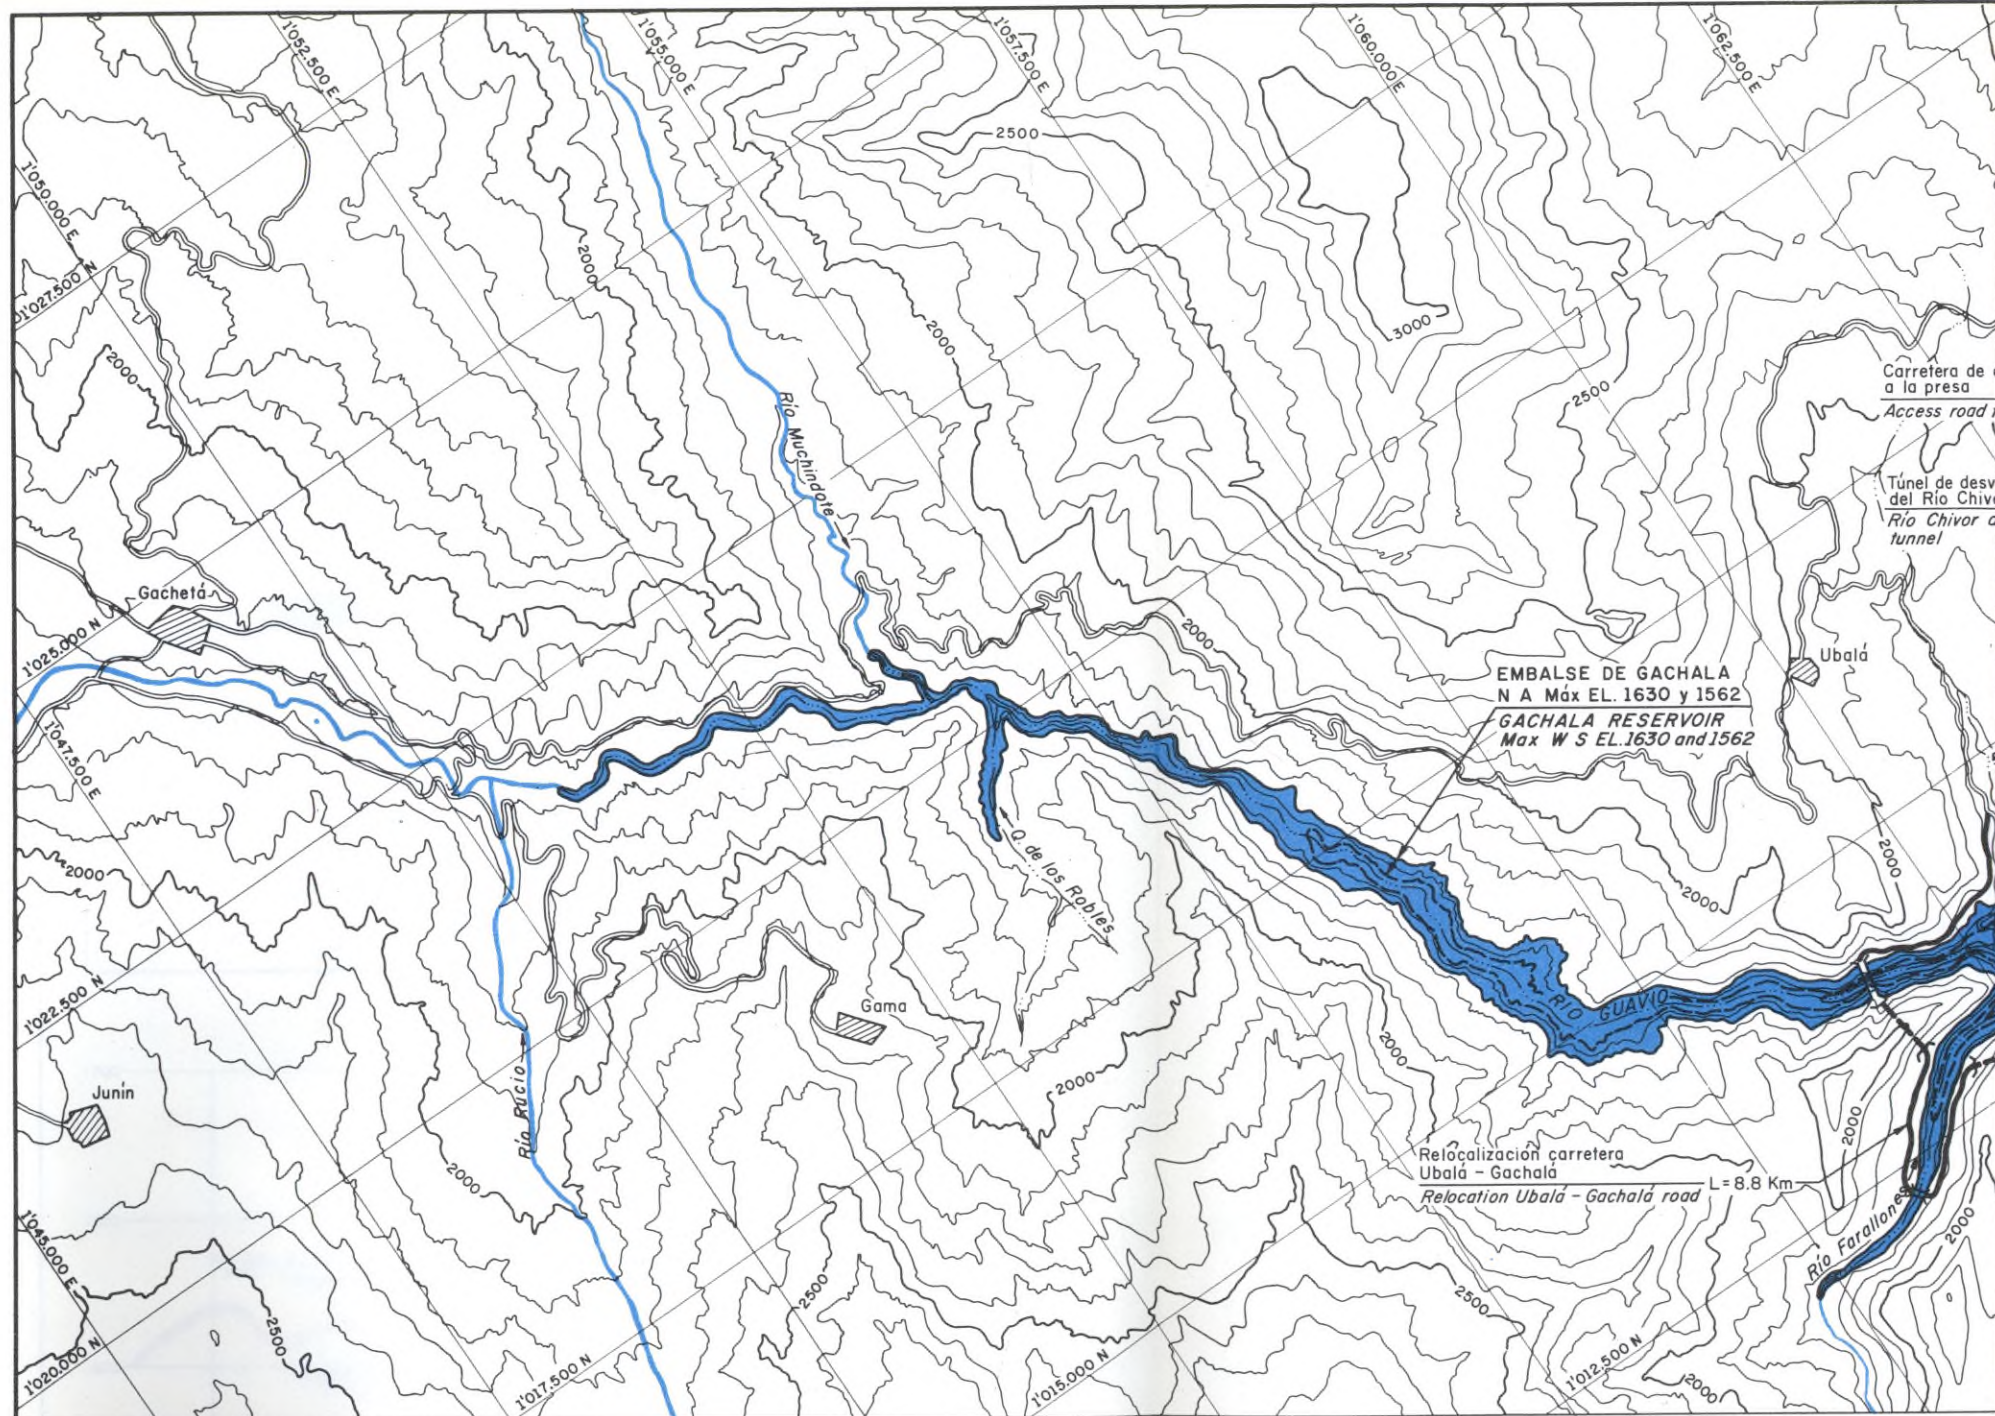 1'052.500 E
1'055.000 E
1'057.500 E
1'060.000 E
1'062.500 E
2500
1'050.000 E
1'027.500 N
2000
2000
2000
3000
2500
Carretera de
a la presa
Access road
Túnel de desv
del Río Chiv
Río Chivor
tunnel
Río Muchindote
Gachetá
1'025.000 N
2000
Ubalá
EMBALSE DE GACHALA
N A Máx EL. 1630 y 1562
GACHALA RESERVOIR
Max W S EL.1630 and 1562
1'047.500 E
Q. de los Robles
2000
2000
2000
1'022.500 N
RIO GUAVIO
Gama
2000
2000
Junín
Río Rucio
2000
2000
Relocalización carretera
Ubalá - Gachalá
L=8.8 Km
Relocation Ubalá - Gachalá road
Río Farallones
2000
1'045.000 E
2500
2500
2500
1'020.000 N
1'017.500 N
1'015.000 N
1'012.500 N
2000